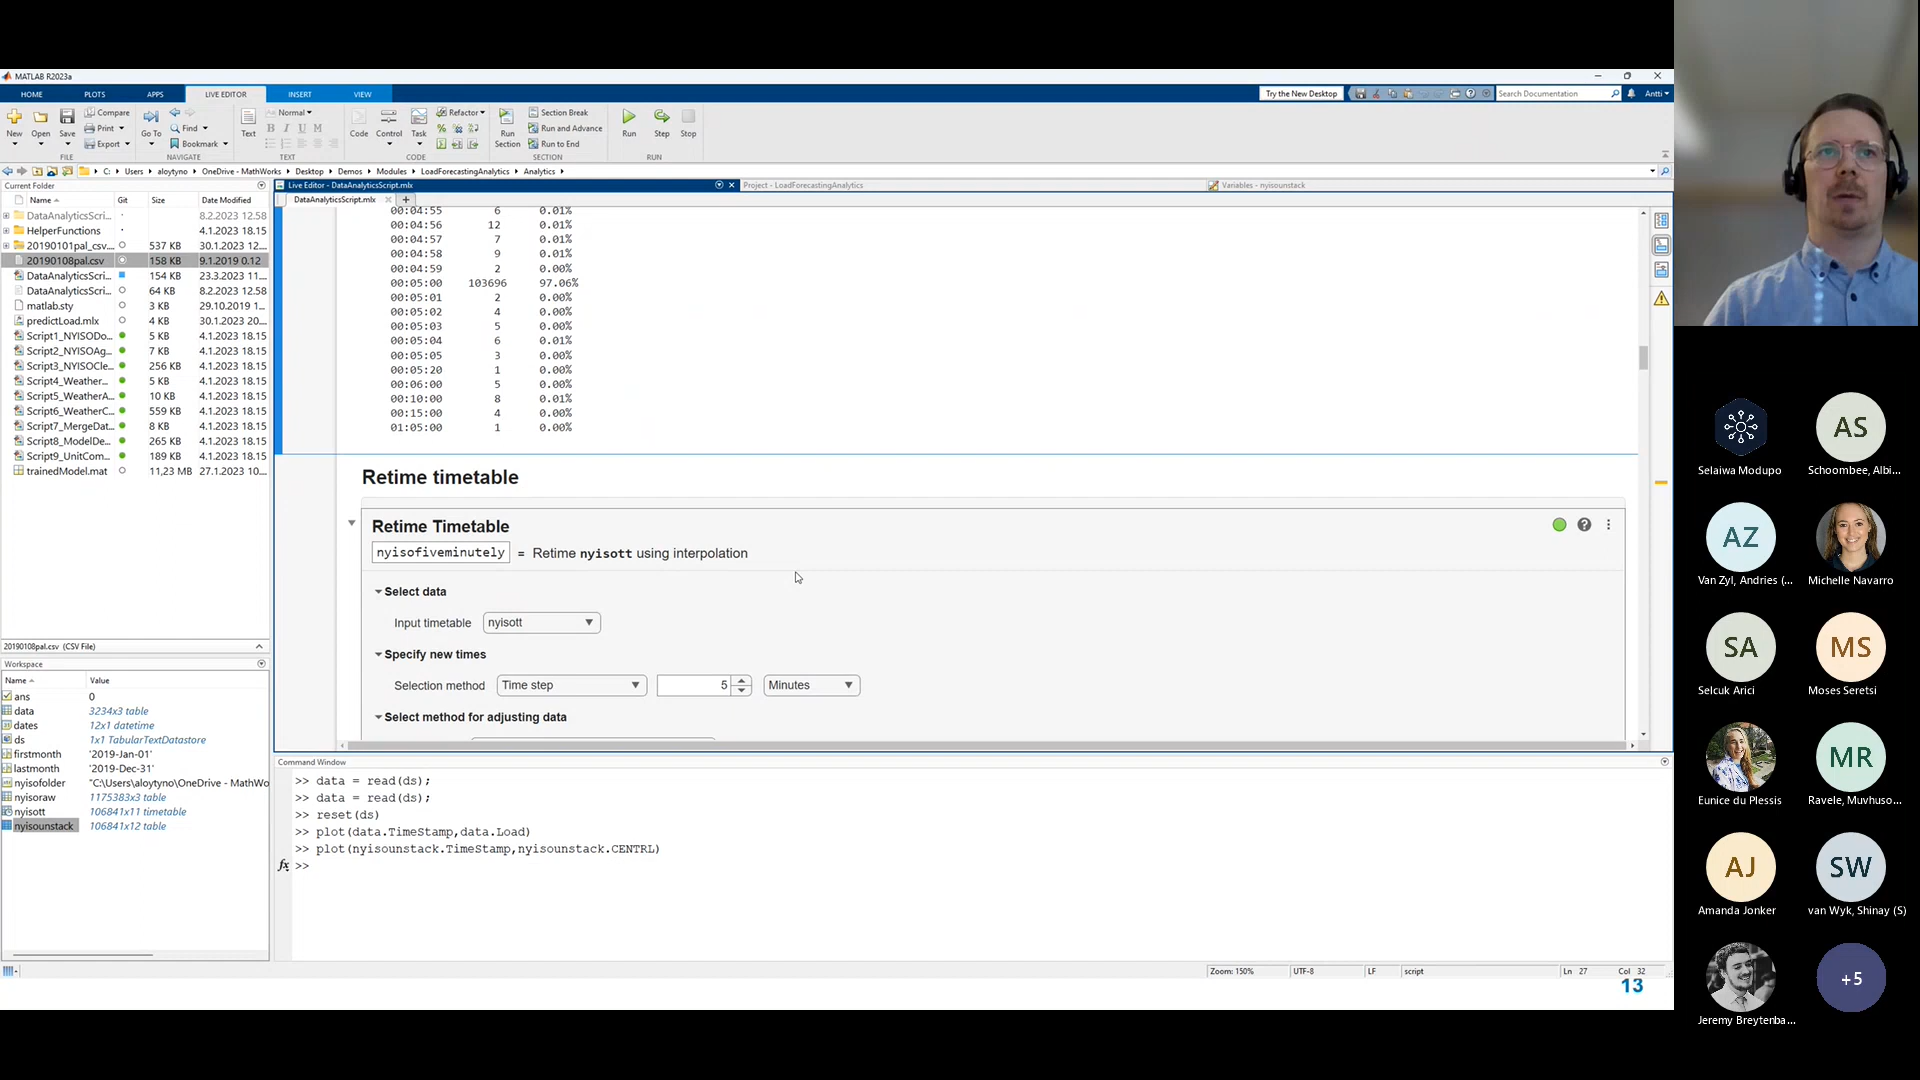 MATLAB R2023a
HOME PLOTS APPS LIVE EDITOR INSERT VIEW
Try the New Desktop
Search Documentation
Antti
New Open Save Compare Print Export
Go To Find Bookmark
Text Normal
B I U M
Code Control Task Refactor
Run Section Section Break Run and Advance Run to End
Run Step Stop
FILE NAVIGATE TEXT CODE SECTION RUN
C: Users aloytyno OneDrive - MathWorks Desktop Demos Modules LoadForecastingAnalytics Analytics
Current Folder
Name Git Size Date Modified
DataAnalyticsScri... 8.2.2023 12.58
HelperFunctions 4.1.2023 18.15
20190101pal_csv... 537 KB 30.1.2023 12...
20190108pal.csv 158 KB 9.1.2019 0.12
DataAnalyticsScri... 154 KB 23.3.2023 11...
DataAnalyticsScri... 64 KB 8.2.2023 12.58
matlab.sty 3 KB 29.10.2019 1...
predictLoad.mlx 4 KB 30.1.2023 20...
Script1_NYISODo... 5 KB 4.1.2023 18.15
Script2_NYISOAg... 7 KB 4.1.2023 18.15
Script3_NYISOCle... 256 KB 4.1.2023 18.15
Script4_Weather... 5 KB 4.1.2023 18.15
Script5_WeatherA... 10 KB 4.1.2023 18.15
Script6_WeatherC... 559 KB 4.1.2023 18.15
Script7_MergeDat... 8 KB 4.1.2023 18.15
Script8_ModelDe... 265 KB 4.1.2023 18.15
Script9_UnitCom... 189 KB 4.1.2023 18.15
trainedModel.mat 11,23 MB 27.1.2023 10...
20190108pal.csv (CSV File)
Workspace
Name Value
ans 0
data 3234x3 table
dates 12x1 datetime
ds 1x1 TabularTextDatastore
firstmonth '2019-Jan-01'
lastmonth '2019-Dec-31'
nyisofolder "C:\Users\aloytyno\OneDrive - MathWo
nyisoraw 1175383x3 table
nyisott 106841x11 timetable
nyisounstack 106841x12 table
Live Editor - DataAnalyticsScript.mlx
Project - LoadForecastingAnalytics
Variables - nyisounstack
DataAnalyticsScript.mlx
00:04:55 6 0.01%
00:04:56 12 0.01%
00:04:57 7 0.01%
00:04:58 9 0.01%
00:04:59 2 0.00%
00:05:00 103696 97.06%
00:05:01 2 0.00%
00:05:02 4 0.00%
00:05:03 5 0.00%
00:05:04 6 0.01%
00:05:05 3 0.00%
00:05:20 1 0.00%
00:06:00 5 0.00%
00:10:00 8 0.01%
00:15:00 4 0.00%
01:05:00 1 0.00%
Retime timetable
Retime Timetable
nyisofiveminutely = Retime nyisott using interpolation
Select data
Input timetable nyisott
Specify new times
Selection method Time step 5 Minutes
Select method for adjusting data
Command Window
>> data = read(ds);
>> data = read(ds);
>> reset(ds)
>> plot(data.TimeStamp,data.Load)
>> plot(nyisounstack.TimeStamp,nyisounstack.CENTRL)
fx >>
Zoom: 150% UTF-8 LF script Ln 27 Col 32
13
Selaiwa Modupo
AS
Schoombee, Albi...
AZ
Van Zyl, Andries (...
Michelle Navarro
SA
Selcuk Arici
MS
Moses Seretsi
Eunice du Plessis
MR
Ravele, Muvhuso...
AJ
Amanda Jonker
SW
van Wyk, Shinay (S)
Jeremy Breytenba...
+5